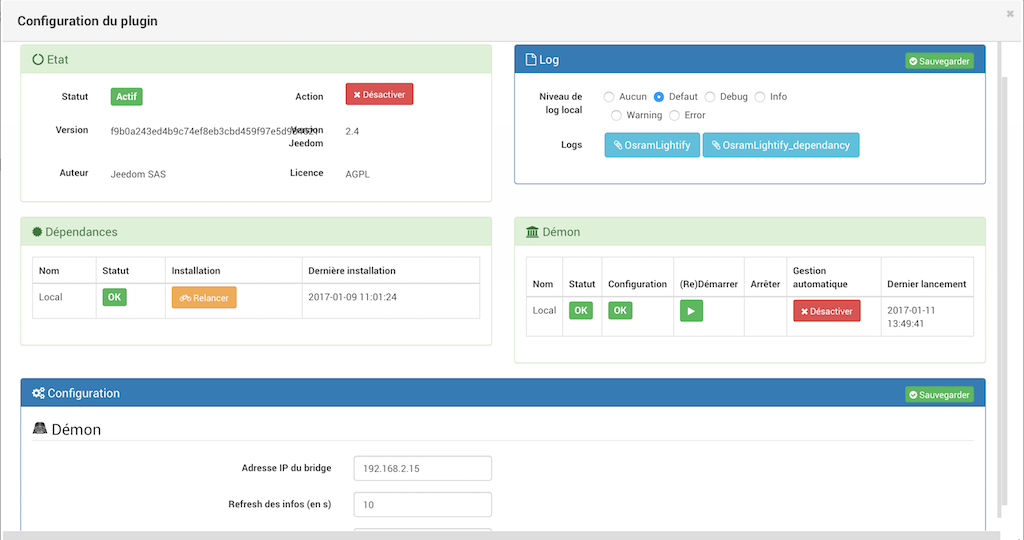 Configuration du plugin
Etat
Statut Actif Action Désactiver
Version f9b0a243ed4b9c74ef8eb3cbd459f97e5d9 Version Jeedom 2.4
Auteur Jeedom SAS Licence AGPL
Log Sauvegarder
Niveau de log local Aucun Defaut Debug Info
Warning Error
Logs OsramLightify OsramLightify_dependancy
Dépendances
Nom Statut Installation Dernière installation
Local OK Relancer 2017-01-09 11:01:24
Démon
Nom Statut Configuration (Re)Démarrer Arrêter Gestion automatique Dernier lancement
Local OK OK Désactiver 2017-01-11 13:49:41
Configuration Sauvegarder
Démon
Adresse IP du bridge 192.168.2.15
Refresh des infos (en s) 10